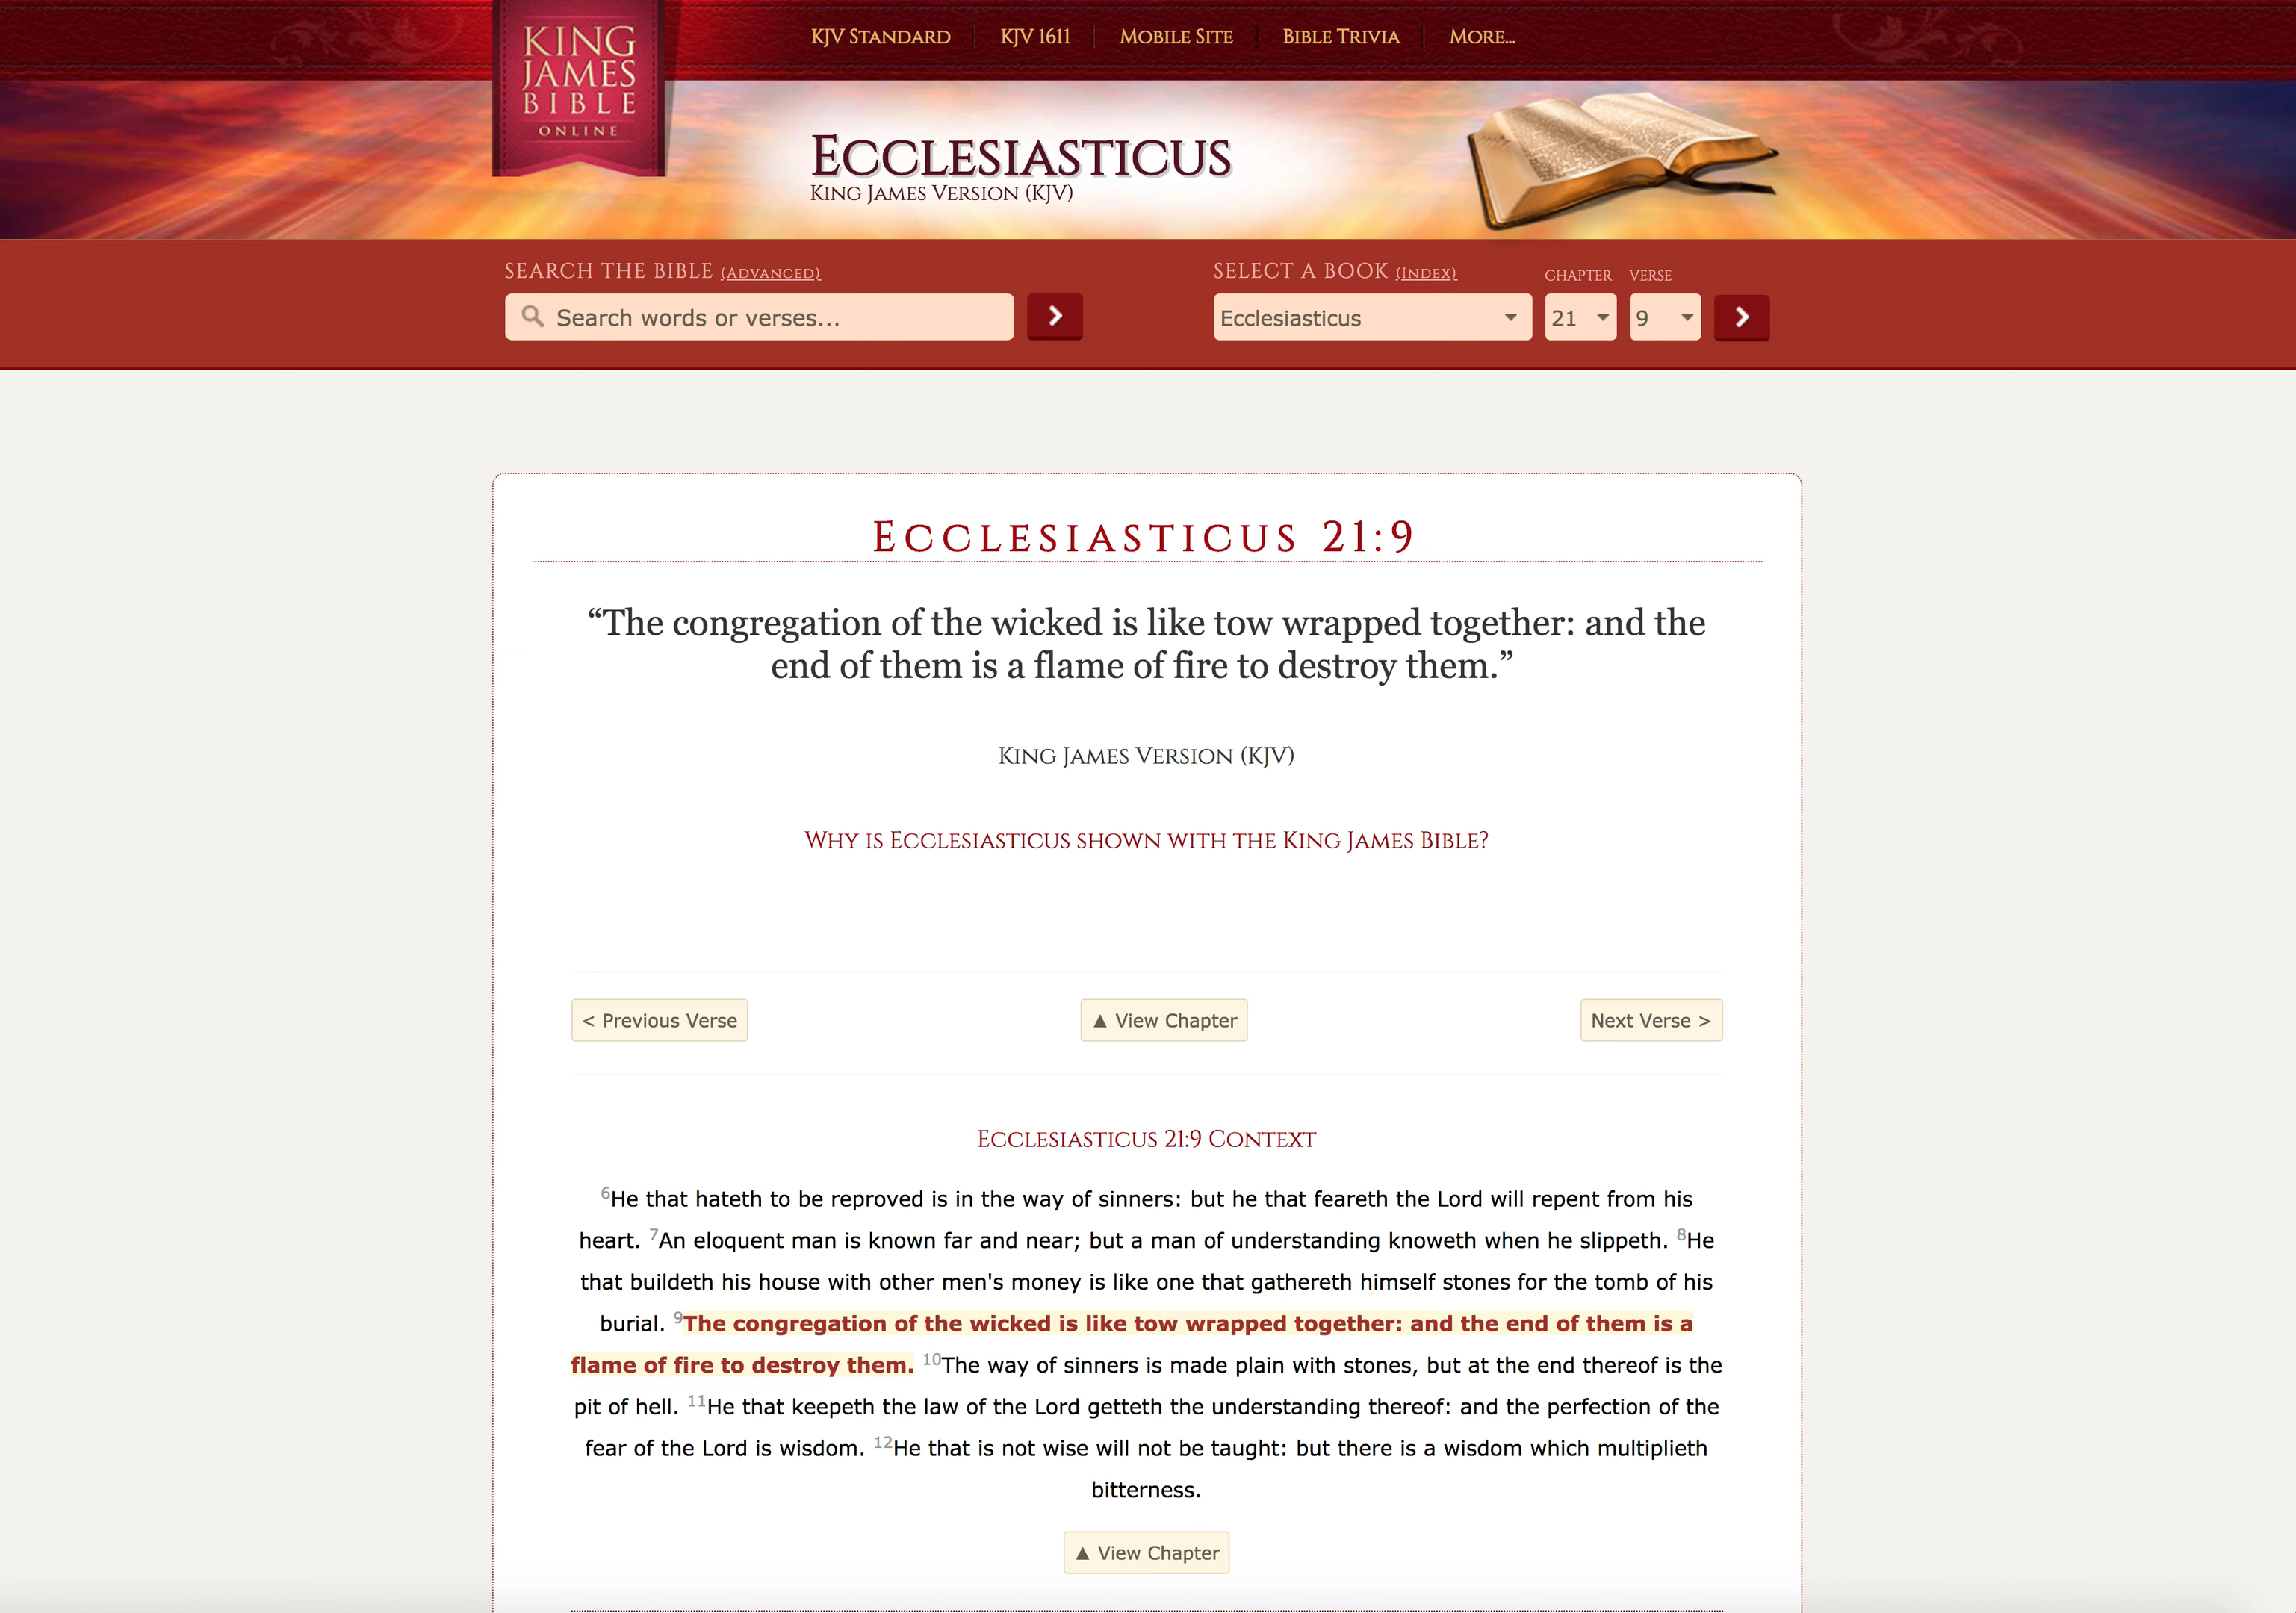 KING
JAMES
BIBLE
ONLINE
KJV Standard
KJV 1611
Mobile Site
Bible Trivia
More...
Ecclesiasticus
King James Version (KJV)
SEARCH THE BIBLE (Advanced)
Search words or verses...
SELECT A BOOK (Index)
CHAPTER
VERSE
Ecclesiasticus
21
9
Ecclesiasticus 21:9
“The congregation of the wicked is like tow wrapped together: and the
end of them is a flame of fire to destroy them.”
King James Version (KJV)
Why is Ecclesiasticus shown with the King James Bible?
< Previous Verse
▲ View Chapter
Next Verse >
Ecclesiasticus 21:9 Context
6He that hateth to be reproved is in the way of sinners: but he that feareth the Lord will repent from his
heart. 7An eloquent man is known far and near; but a man of understanding knoweth when he slippeth. 8He
that buildeth his house with other men's money is like one that gathereth himself stones for the tomb of his
burial. 9The congregation of the wicked is like tow wrapped together: and the end of them is a
flame of fire to destroy them. 10The way of sinners is made plain with stones, but at the end thereof is the
pit of hell. 11He that keepeth the law of the Lord getteth the understanding thereof: and the perfection of the
fear of the Lord is wisdom. 12He that is not wise will not be taught: but there is a wisdom which multiplieth
bitterness.
▲ View Chapter